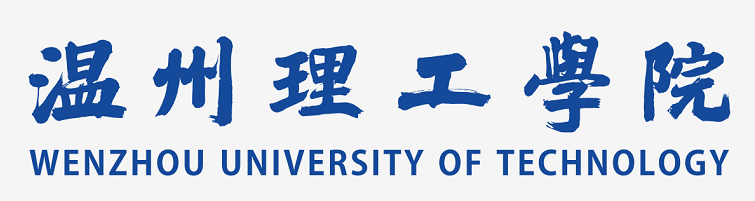 温州理工學院
WENZHOU UNIVERSITY OF TECHNOLOGY